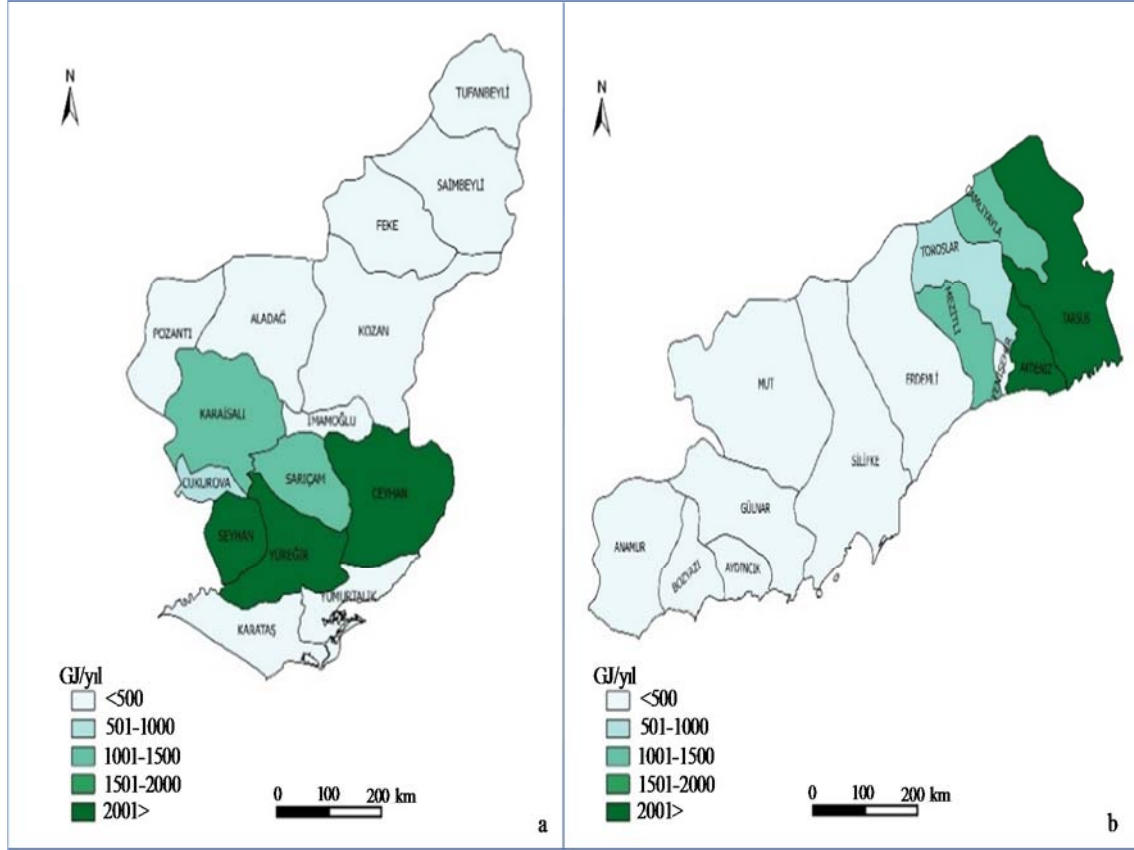 N
TUFANBEYLİ
SAİMBEYLİ
FEKE
KOZAN
ALADAĞ
POZANTI
KARAİSALI
İMAMOĞLU
SARIÇAM
CEYHAN
ÇUKUROVA
SEYHAN
YÜREĞİR
YUMURTALIK
KARATAŞ
GJ/yıl
<500
501-1000
1001-1500
1501-2000
2001>
0 100 200 km
a
N
ÇAMLIYAYLA
TOROSLAR
MEZİTLİ
TARSUS
AKDENİZ
YENİŞEHİR
ERDEMLİ
MUT
SİLİFKE
GÜLNAR
ANAMUR
BOZYAZI
AYDINCIK
GJ/yıl
<500
501-1000
1001-1500
1501-2000
2001>
0 100 200 km
b